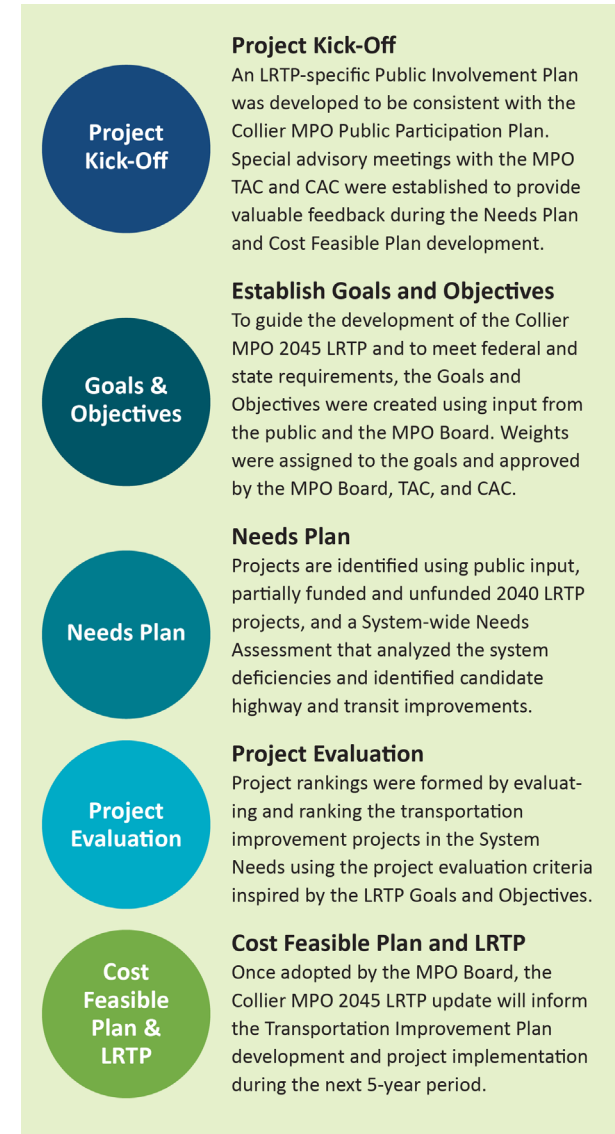 Project Kick-Off
An LRTP-specific Public Involvement Plan
was developed to be consistent with the
Collier MPO Public Participation Plan.
Special advisory meetings with the MPO
TAC and CAC were established to provide
valuable feedback during the Needs Plan
and Cost Feasible Plan development.
Project
Kick-Off
Establish Goals and Objectives
To guide the development of the Collier
MPO 2045 LRTP and to meet federal and
state requirements, the Goals and
Objectives were created using input from
the public and the MPO Board. Weights
were assigned to the goals and approved
by the MPO Board, TAC, and CAC.
Goals &
Objectives
Needs Plan
Projects are identified using public input,
partially funded and unfunded 2040 LRTP
projects, and a System-wide Needs
Assessment that analyzed the system
deficiencies and identified candidate
highway and transit improvements.
Needs Plan
Project Evaluation
Project rankings were formed by evaluat-
ing and ranking the transportation
improvement projects in the System
Needs using the project evaluation criteria
inspired by the LRTP Goals and Objectives.
Project
Evaluation
Cost Feasible Plan and LRTP
Once adopted by the MPO Board, the
Collier MPO 2045 LRTP update will inform
the Transportation Improvement Plan
development and project implementation
during the next 5-year period.
Cost
Feasible
Plan &
LRTP